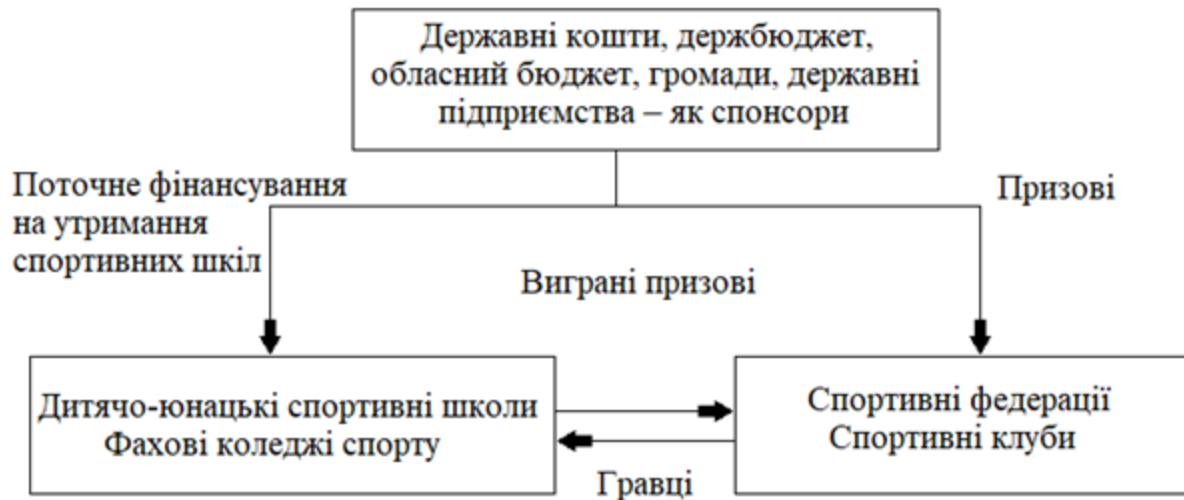 Державні кошти, держбюджет,
обласний бюджет, громади, державні
підприємства – як спонсори
Поточне фінансування
на утримання
спортивних шкіл
Призові
Виграні призові
Дитячо-юнацькі спортивні школи
Фахові коледжі спорту
Спортивні федерації
Спортивні клуби
Гравці